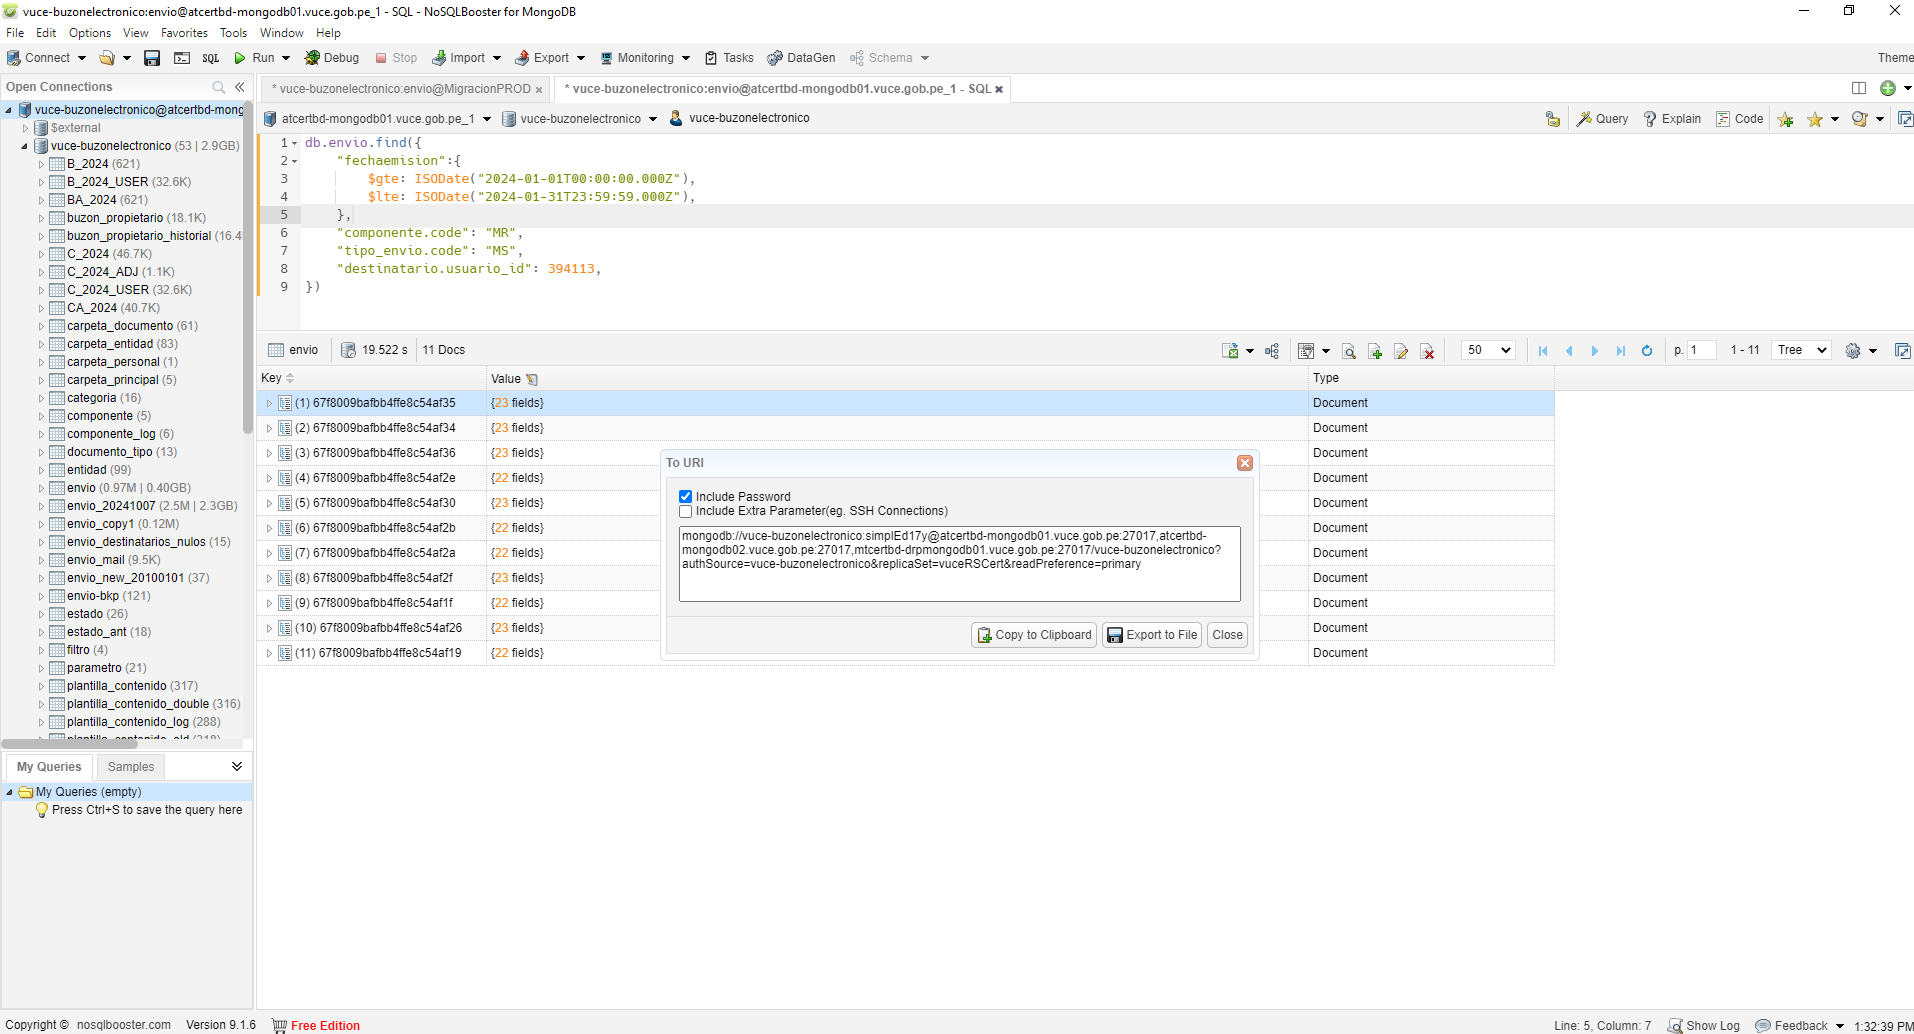 vuce-buzonelectronico:envio@atcertbd-mongodb01.vuce.gob.pe_1 - SQL - NoSQLBooster for MongoDB
File Edit Options View Favorites Tools Window Help
Connect SQL Run Debug Stop Import Export Monitoring Tasks DataGen Schema Theme
Open Connections
* vuce-buzonelectronico:envio@MigracionPROD
* vuce-buzonelectronico:envio@atcertbd-mongodb01.vuce.gob.pe_1 - SQL
vuce-buzonelectronico@atcertbd-mong
$external
vuce-buzonelectronico (53 | 2.9GB)
B_2024 (621)
B_2024_USER (32.6K)
BA_2024 (621)
buzon_propietario (18.1K)
buzon_propietario_historial (16.4
C_2024 (46.7K)
C_2024_ADJ (1.1K)
C_2024_USER (32.6K)
CA_2024 (40.7K)
carpeta_documento (61)
carpeta_entidad (83)
carpeta_personal (1)
carpeta_principal (5)
categoria (16)
componente (5)
componente_log (6)
documento_tipo (13)
entidad (99)
envio (0.97M | 0.40GB)
envio_20241007 (2.5M | 2.3GB)
envio_copy1 (0.12M)
envio_destinatarios_nulos (15)
envio_mail (9.5K)
envio_new_20100101 (37)
envio-bkp (121)
estado (26)
estado_ant (18)
filtro (4)
parametro (21)
plantilla_contenido (317)
plantilla_contenido_double (316)
plantilla_contenido_log (288)
plantilla_contenido_old (318)
My Queries Samples
My Queries (empty)
Press Ctrl+S to save the query here
atcertbd-mongodb01.vuce.gob.pe_1 vuce-buzonelectronico vuce-buzonelectronico
Query Explain Code
1 db.envio.find({
2 "fechaemision":{
3 $gte: ISODate("2024-01-01T00:00:00.000Z"),
4 $lte: ISODate("2024-01-31T23:59:59.000Z"),
5 },
6 "componente.code": "MR",
7 "tipo_envio.code": "MS",
8 "destinatario.usuario_id": 394113,
9 })
envio 19.522 s 11 Docs 50 p. 1 1 - 11 Tree
Key Value Type
(1) 67f8009bafbb4ffe8c54af35 {23 fields} Document
(2) 67f8009bafbb4ffe8c54af34 {23 fields} Document
(3) 67f8009bafbb4ffe8c54af36 {23 fields} Document
(4) 67f8009bafbb4ffe8c54af2e {22 fields} Document
(5) 67f8009bafbb4ffe8c54af30 {23 fields} Document
(6) 67f8009bafbb4ffe8c54af2b {22 fields} Document
(7) 67f8009bafbb4ffe8c54af2a {22 fields} Document
(8) 67f8009bafbb4ffe8c54af2f {23 fields} Document
(9) 67f8009bafbb4ffe8c54af1f {22 fields} Document
(10) 67f8009bafbb4ffe8c54af26 {23 fields} Document
(11) 67f8009bafbb4ffe8c54af19 {22 fields} Document
To URI
Include Password
Include Extra Parameter(eg. SSH Connections)
mongodb://vuce-buzonelectronico:simplEd17y@atcertbd-mongodb01.vuce.gob.pe:27017,atcertbd-
mongodb02.vuce.gob.pe:27017,mtcertbd-drpmongodb01.vuce.gob.pe:27017/vuce-buzonelectronico?
authSource=vuce-buzonelectronico&replicaSet=vuceRSCert&readPreference=primary
Copy to Clipboard Export to File Close
Copyright © nosqlbooster.com Version 9.1.6 Free Edition Line: 5, Column: 7 Show Log Feedback 1:32:39 PM